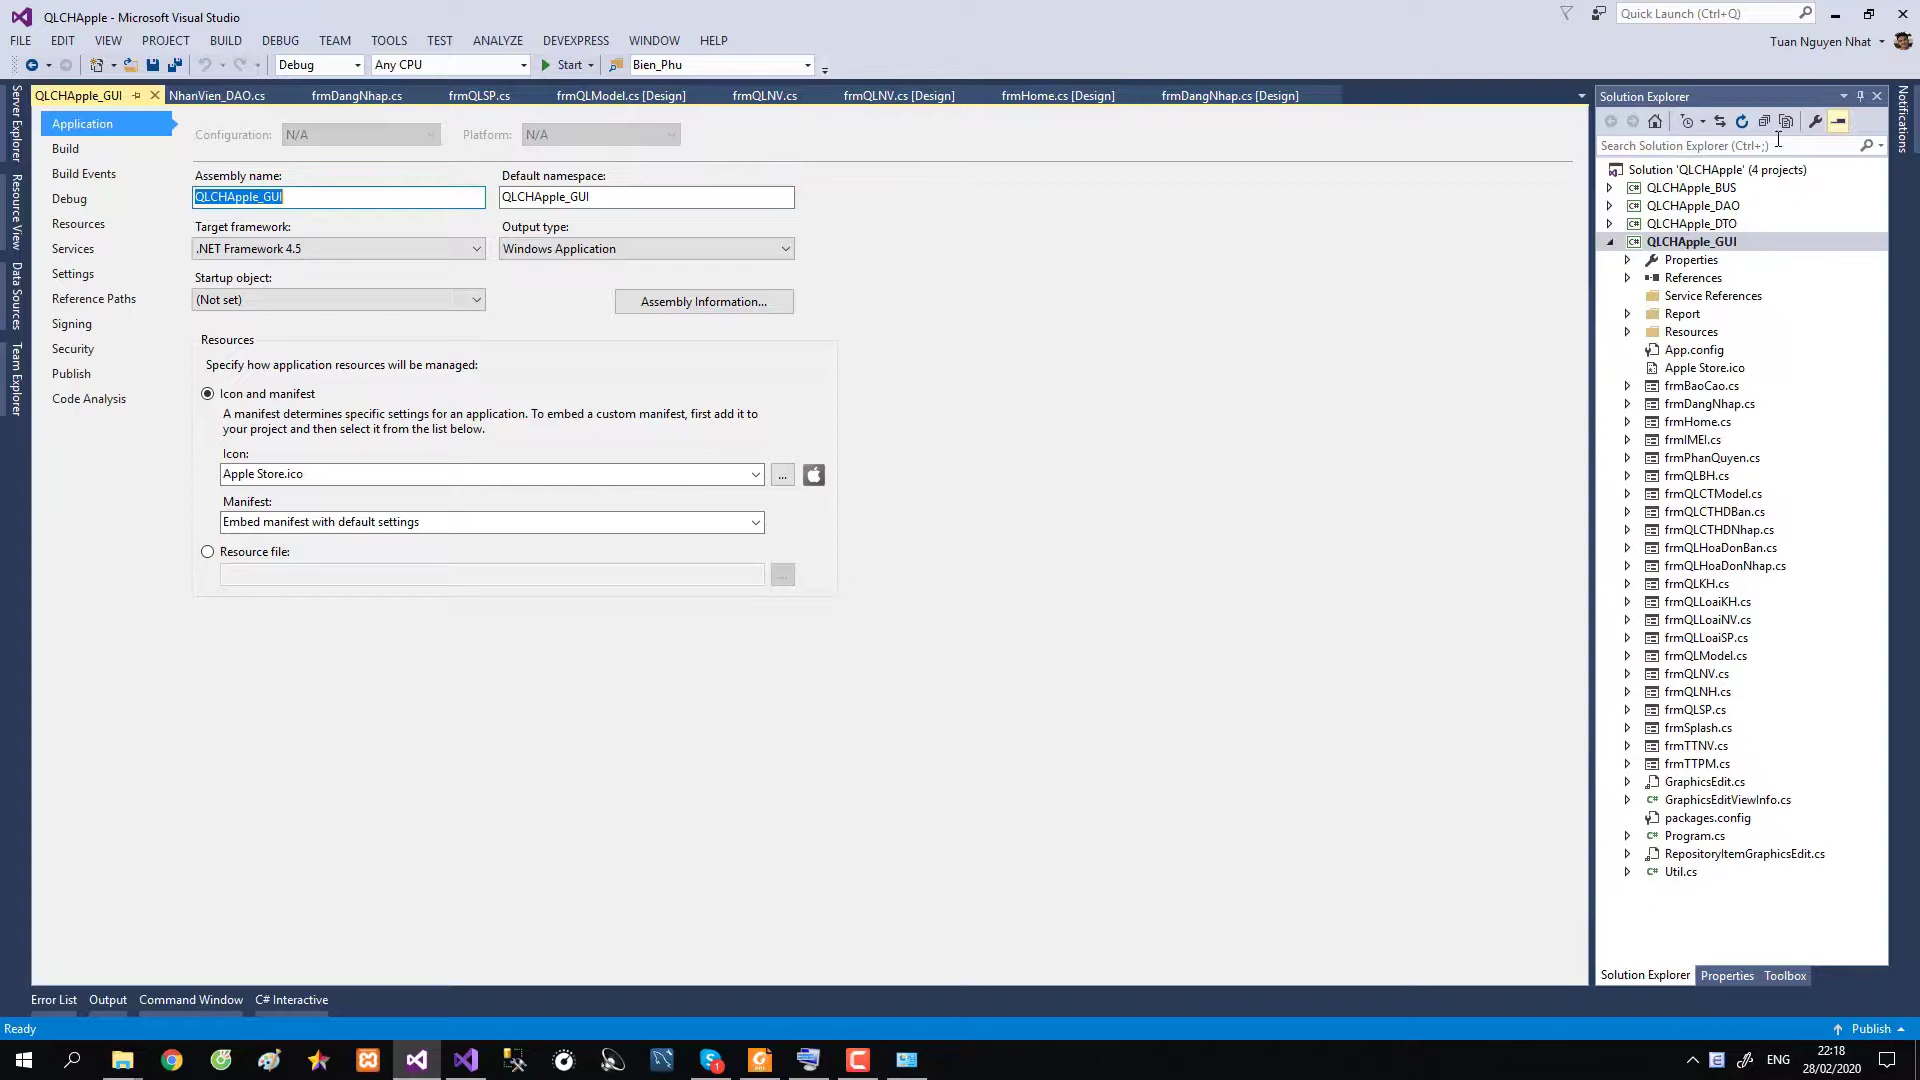 QLCHApple - Microsoft Visual Studio
Quick Launch (Ctrl+Q)
FILE EDIT VIEW PROJECT BUILD DEBUG TEAM TOOLS TEST ANALYZE DEVEXPRESS WINDOW HELP
Tuan Nguyen Nhat
Debug
Any CPU
Start
Bien_Phu
QLCHApple_GUI
NhanVien_DAO.cs
frmDangNhap.cs
frmQLSP.cs
frmQLModel.cs [Design]
frmQLNV.cs
frmQLNV.cs [Design]
frmHome.cs [Design]
frmDangNhap.cs [Design]
Server Explorer
Resource View
Data Sources
Team Explorer
Application
Build
Build Events
Debug
Resources
Services
Settings
Reference Paths
Signing
Security
Publish
Code Analysis
Configuration: N/A
Platform: N/A
Assembly name:
QLCHApple_GUI
Default namespace:
QLCHApple_GUI
Target framework:
.NET Framework 4.5
Output type:
Windows Application
Startup object:
(Not set)
Assembly Information...
Resources
Specify how application resources will be managed:
Icon and manifest
A manifest determines specific settings for an application. To embed a custom manifest, first add it to
your project and then select it from the list below.
Icon:
Apple Store.ico
...
Manifest:
Embed manifest with default settings
Resource file:
...
Solution Explorer
Search Solution Explorer (Ctrl+;)
Solution 'QLCHApple' (4 projects)
QLCHApple_BUS
QLCHApple_DAO
QLCHApple_DTO
QLCHApple_GUI
Properties
References
Service References
Report
Resources
App.config
Apple Store.ico
frmBaoCao.cs
frmDangNhap.cs
frmHome.cs
frmIMEI.cs
frmPhanQuyen.cs
frmQLBH.cs
frmQLCTModel.cs
frmQLCTHDBan.cs
frmQLCTHDNhap.cs
frmQLHoaDonBan.cs
frmQLHoaDonNhap.cs
frmQLKH.cs
frmQLLoaiKH.cs
frmQLLoaiNV.cs
frmQLLoaiSP.cs
frmQLModel.cs
frmQLNV.cs
frmQLNH.cs
frmQLSP.cs
frmSplash.cs
frmTTNV.cs
frmTTPM.cs
GraphicsEdit.cs
GraphicsEditViewInfo.cs
packages.config
Program.cs
RepositoryItemGraphicsEdit.cs
Util.cs
Solution Explorer
Properties
Toolbox
Notifications
Error List
Output
Command Window
C# Interactive
Ready
Publish
ENG
22:18
28/02/2020